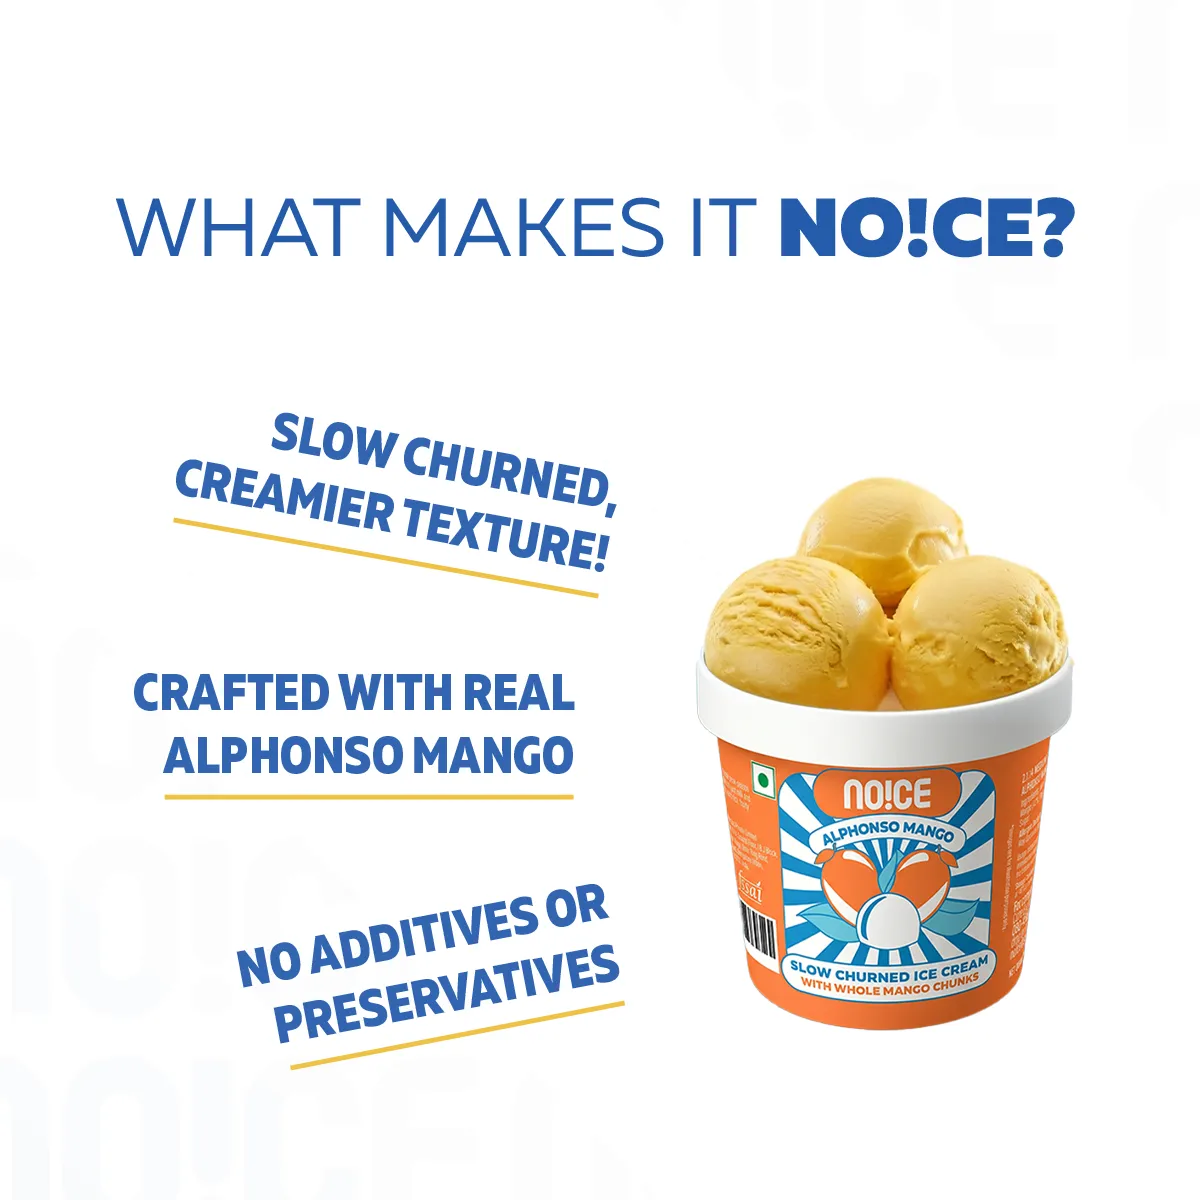 WHAT MAKES IT NO!CE?
SLOW CHURNED,
CREAMIER TEXTURE!
CRAFTED WITH REAL
ALPHONSO MANGO
NO ADDITIVES OR
PRESERVATIVES
NO!CE
ALPHONSO MANGO
SLOW CHURNED ICE CREAM
WITH WHOLE MANGO CHUNKS
fssai